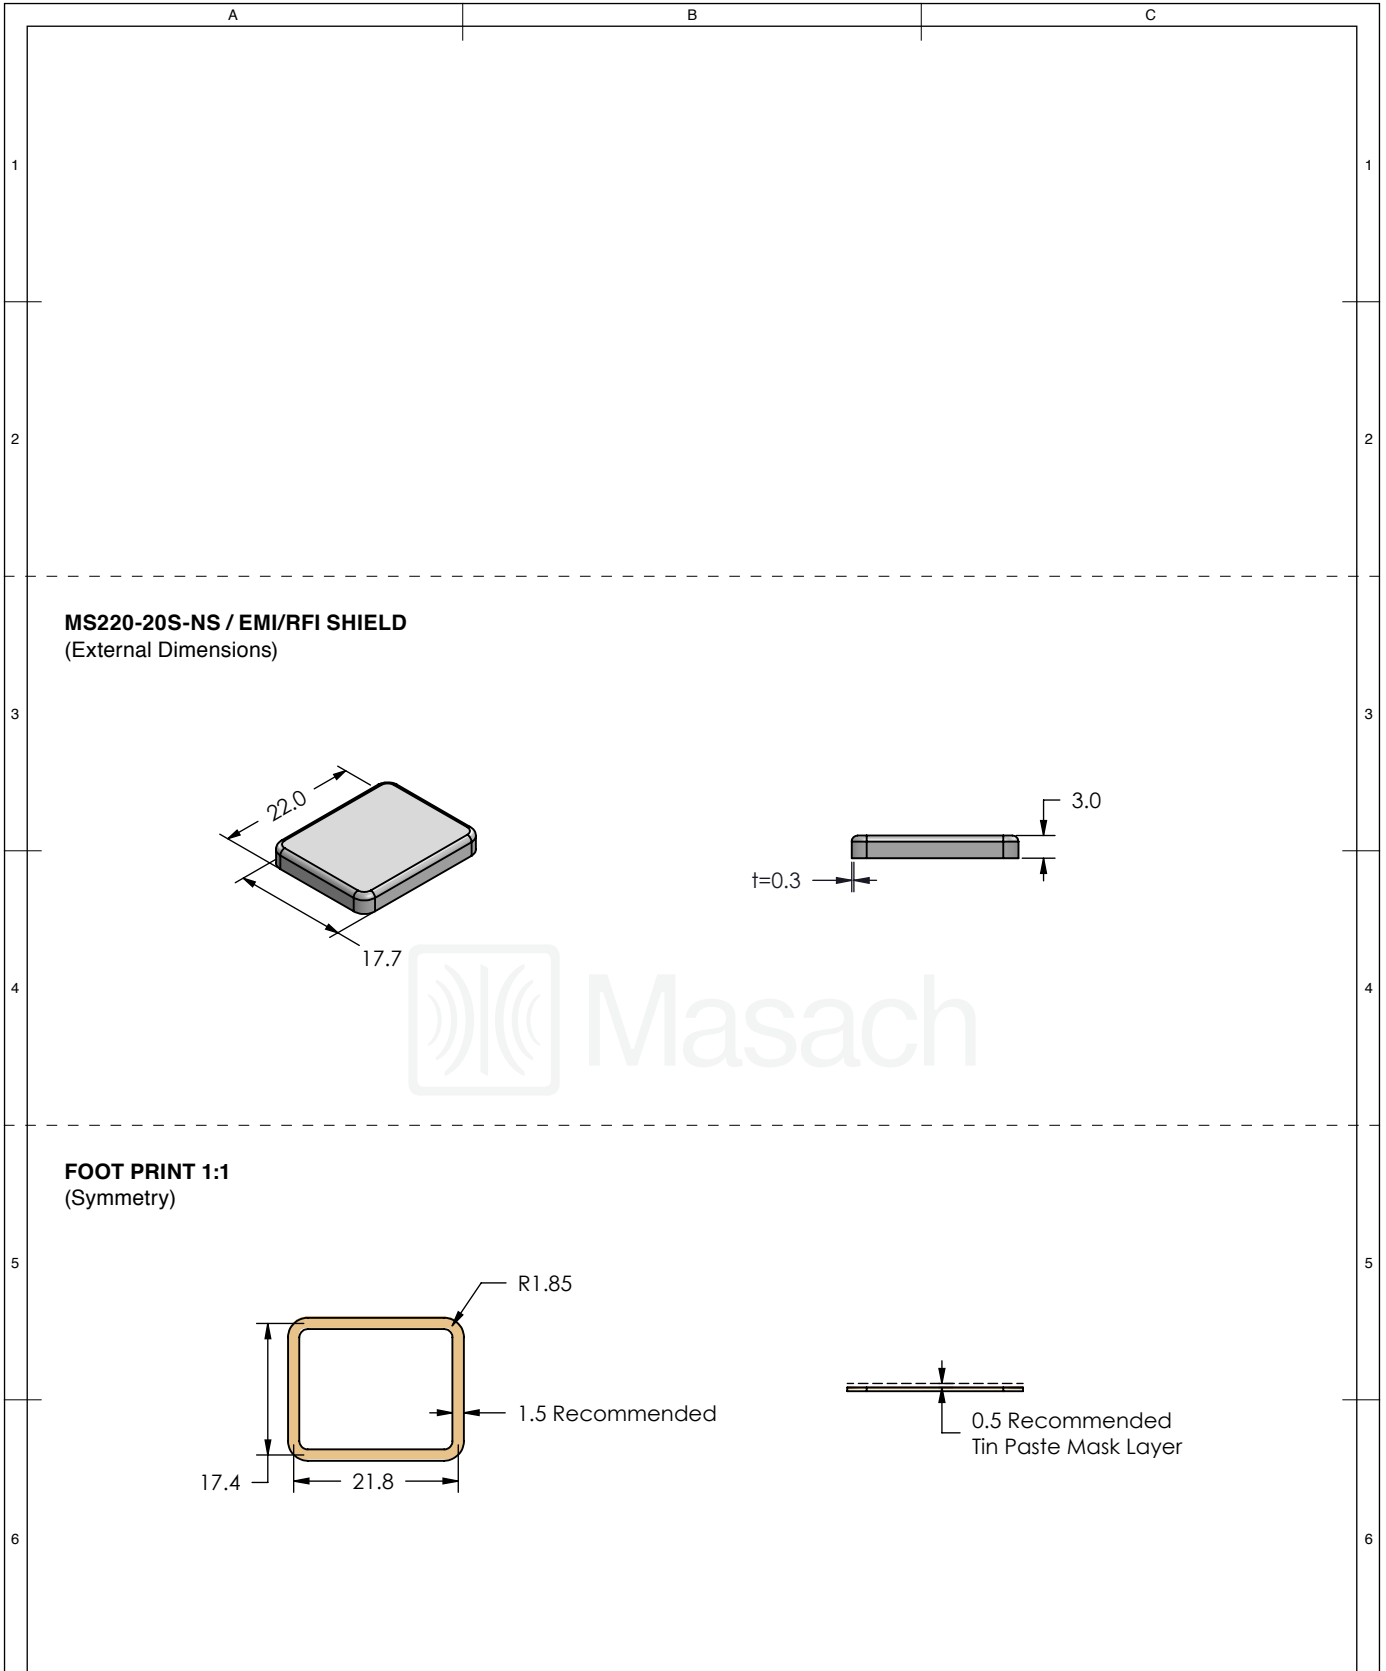 A B C
1 1
2 2
MS220-20S-NS / EMI/RFI SHIELD
(External Dimensions)
3 3
22.0
3.0
t=0.3
17.7
Masach
4 4
FOOT PRINT 1:1
(Symmetry)
5 5
R1.85
1.5 Recommended
0.5 Recommended
Tin Paste Mask Layer
17.4
21.8
6 6